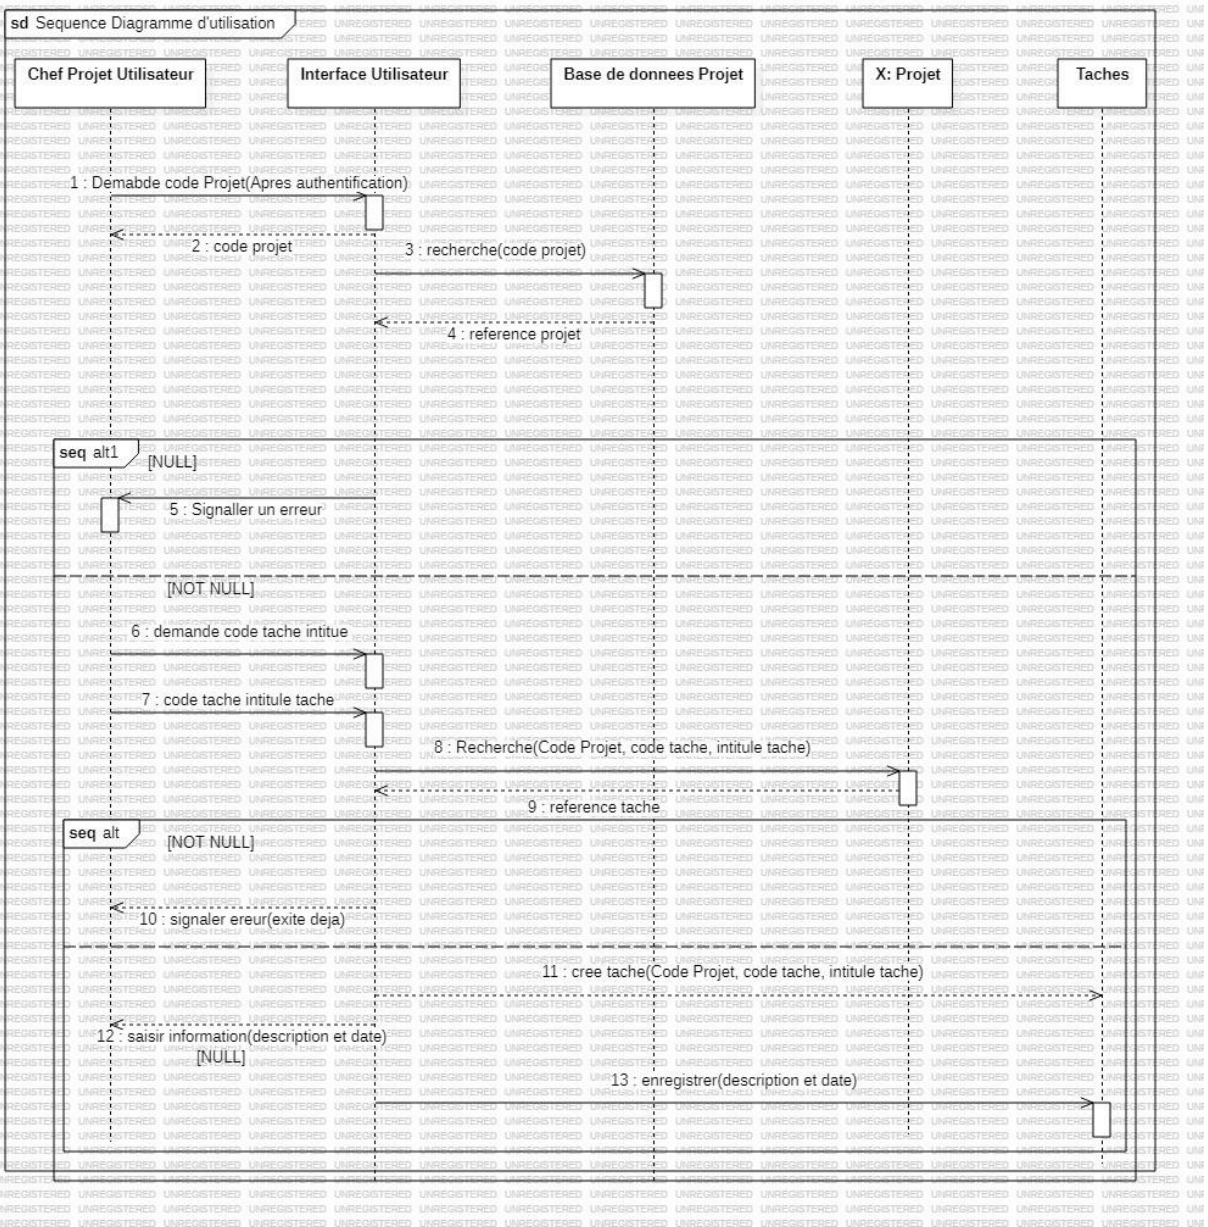 sd Sequence Diagramme d'utilisation
Chef Projet Utilisateur
Interface Utilisateur
Base de donnees Projet
X: Projet
Taches
1 : Demabde code Projet(Apres authentification)
2 : code projet
3 : recherche(code projet)
4 : reference projet
seq alt1
[NULL]
5 : Signaller un erreur
[NOT NULL]
6 : demande code tache intitue
7 : code tache intitule tache
8 : Recherche(Code Projet, code tache, intitule tache)
9 : reference tache
seq alt
[NOT NULL]
10 : signaler ereur(exite deja)
11 : cree tache(Code Projet, code tache, intitule tache)
12 : saisir information(description et date)
[NULL]
13 : enregistrer(description et date)
UNREGISTERED